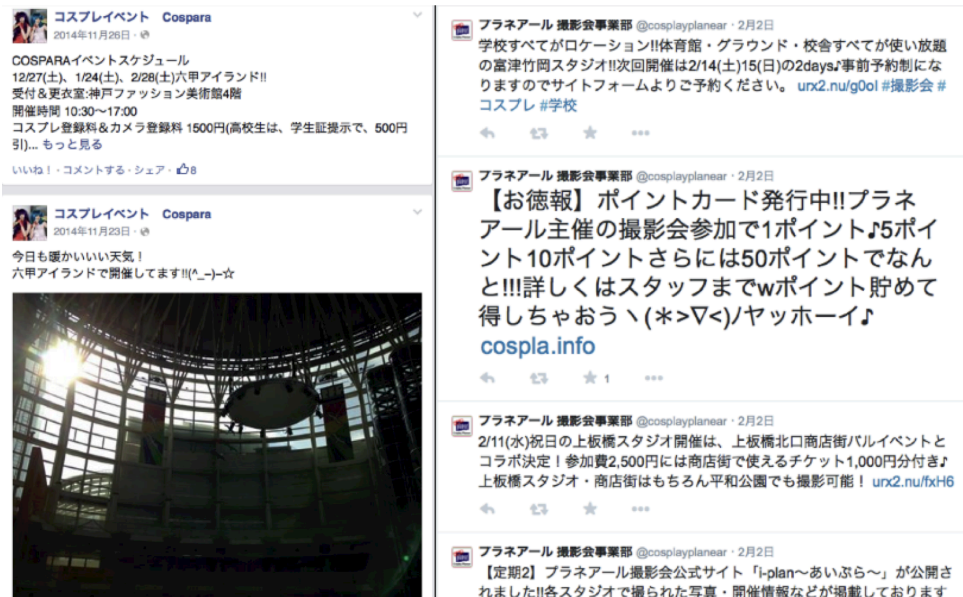 コスプレイベント Cospara
2014年11月26日
COSPARAイベントスケジュール
12/27(土)、1/24(土)、2/28(土)六甲アイランド!!
受付＆更衣室:神戸ファッション美術館4階
開催時間 10:30〜17:00
コスプレ登録料＆カメラ登録料 1500円(高校生は、学生証提示で、500円
引)... もっと見る
いいね！・コメントする・シェア・8
コスプレイベント Cospara
2014年11月23日
今日も暖かいいい天気！
六甲アイランドで開催してます!!(^_−)−☆
プラネアール 撮影会事業部 @cosplayplanear・2月2日
学校すべてがロケーション!!体育館・グラウンド・校舎すべてが使い放題
の富津竹岡スタジオ!!次回開催は2/14(土)15(日)の2days♪事前予約制にな
りますのでサイトフォームよりご予約ください。 urx2.nu/g0oI #撮影会 #
コスプレ #学校
プラネアール 撮影会事業部 @cosplayplanear・2月2日
【お徳報】ポイントカード発行中!!プラネ
アール主催の撮影会参加で1ポイント♪5ポイ
ント10ポイントさらには50ポイントでなん
と!!!詳しくはスタッフまでwポイント貯めて
得しちゃおうヽ(＊>∇<)ﾉヤッホーイ♪
cospla.info
1
プラネアール 撮影会事業部 @cosplayplanear・2月2日
2/11(水)祝日の上板橋スタジオ開催は、上板橋北口商店街バルイベントと
コラボ決定！参加費2,500円には商店街で使えるチケット1,000円分付き♪
上板橋スタジオ・商店街はもちろん平和公園でも撮影可能！ urx2.nu/fxH6
プラネアール 撮影会事業部 @cosplayplanear・2月2日
【定期2】プラネアール撮影会公式サイト「i-plan〜あいぷら〜」が公開さ
れました!!各スタジオで撮られた写真・開催情報などが掲載しております